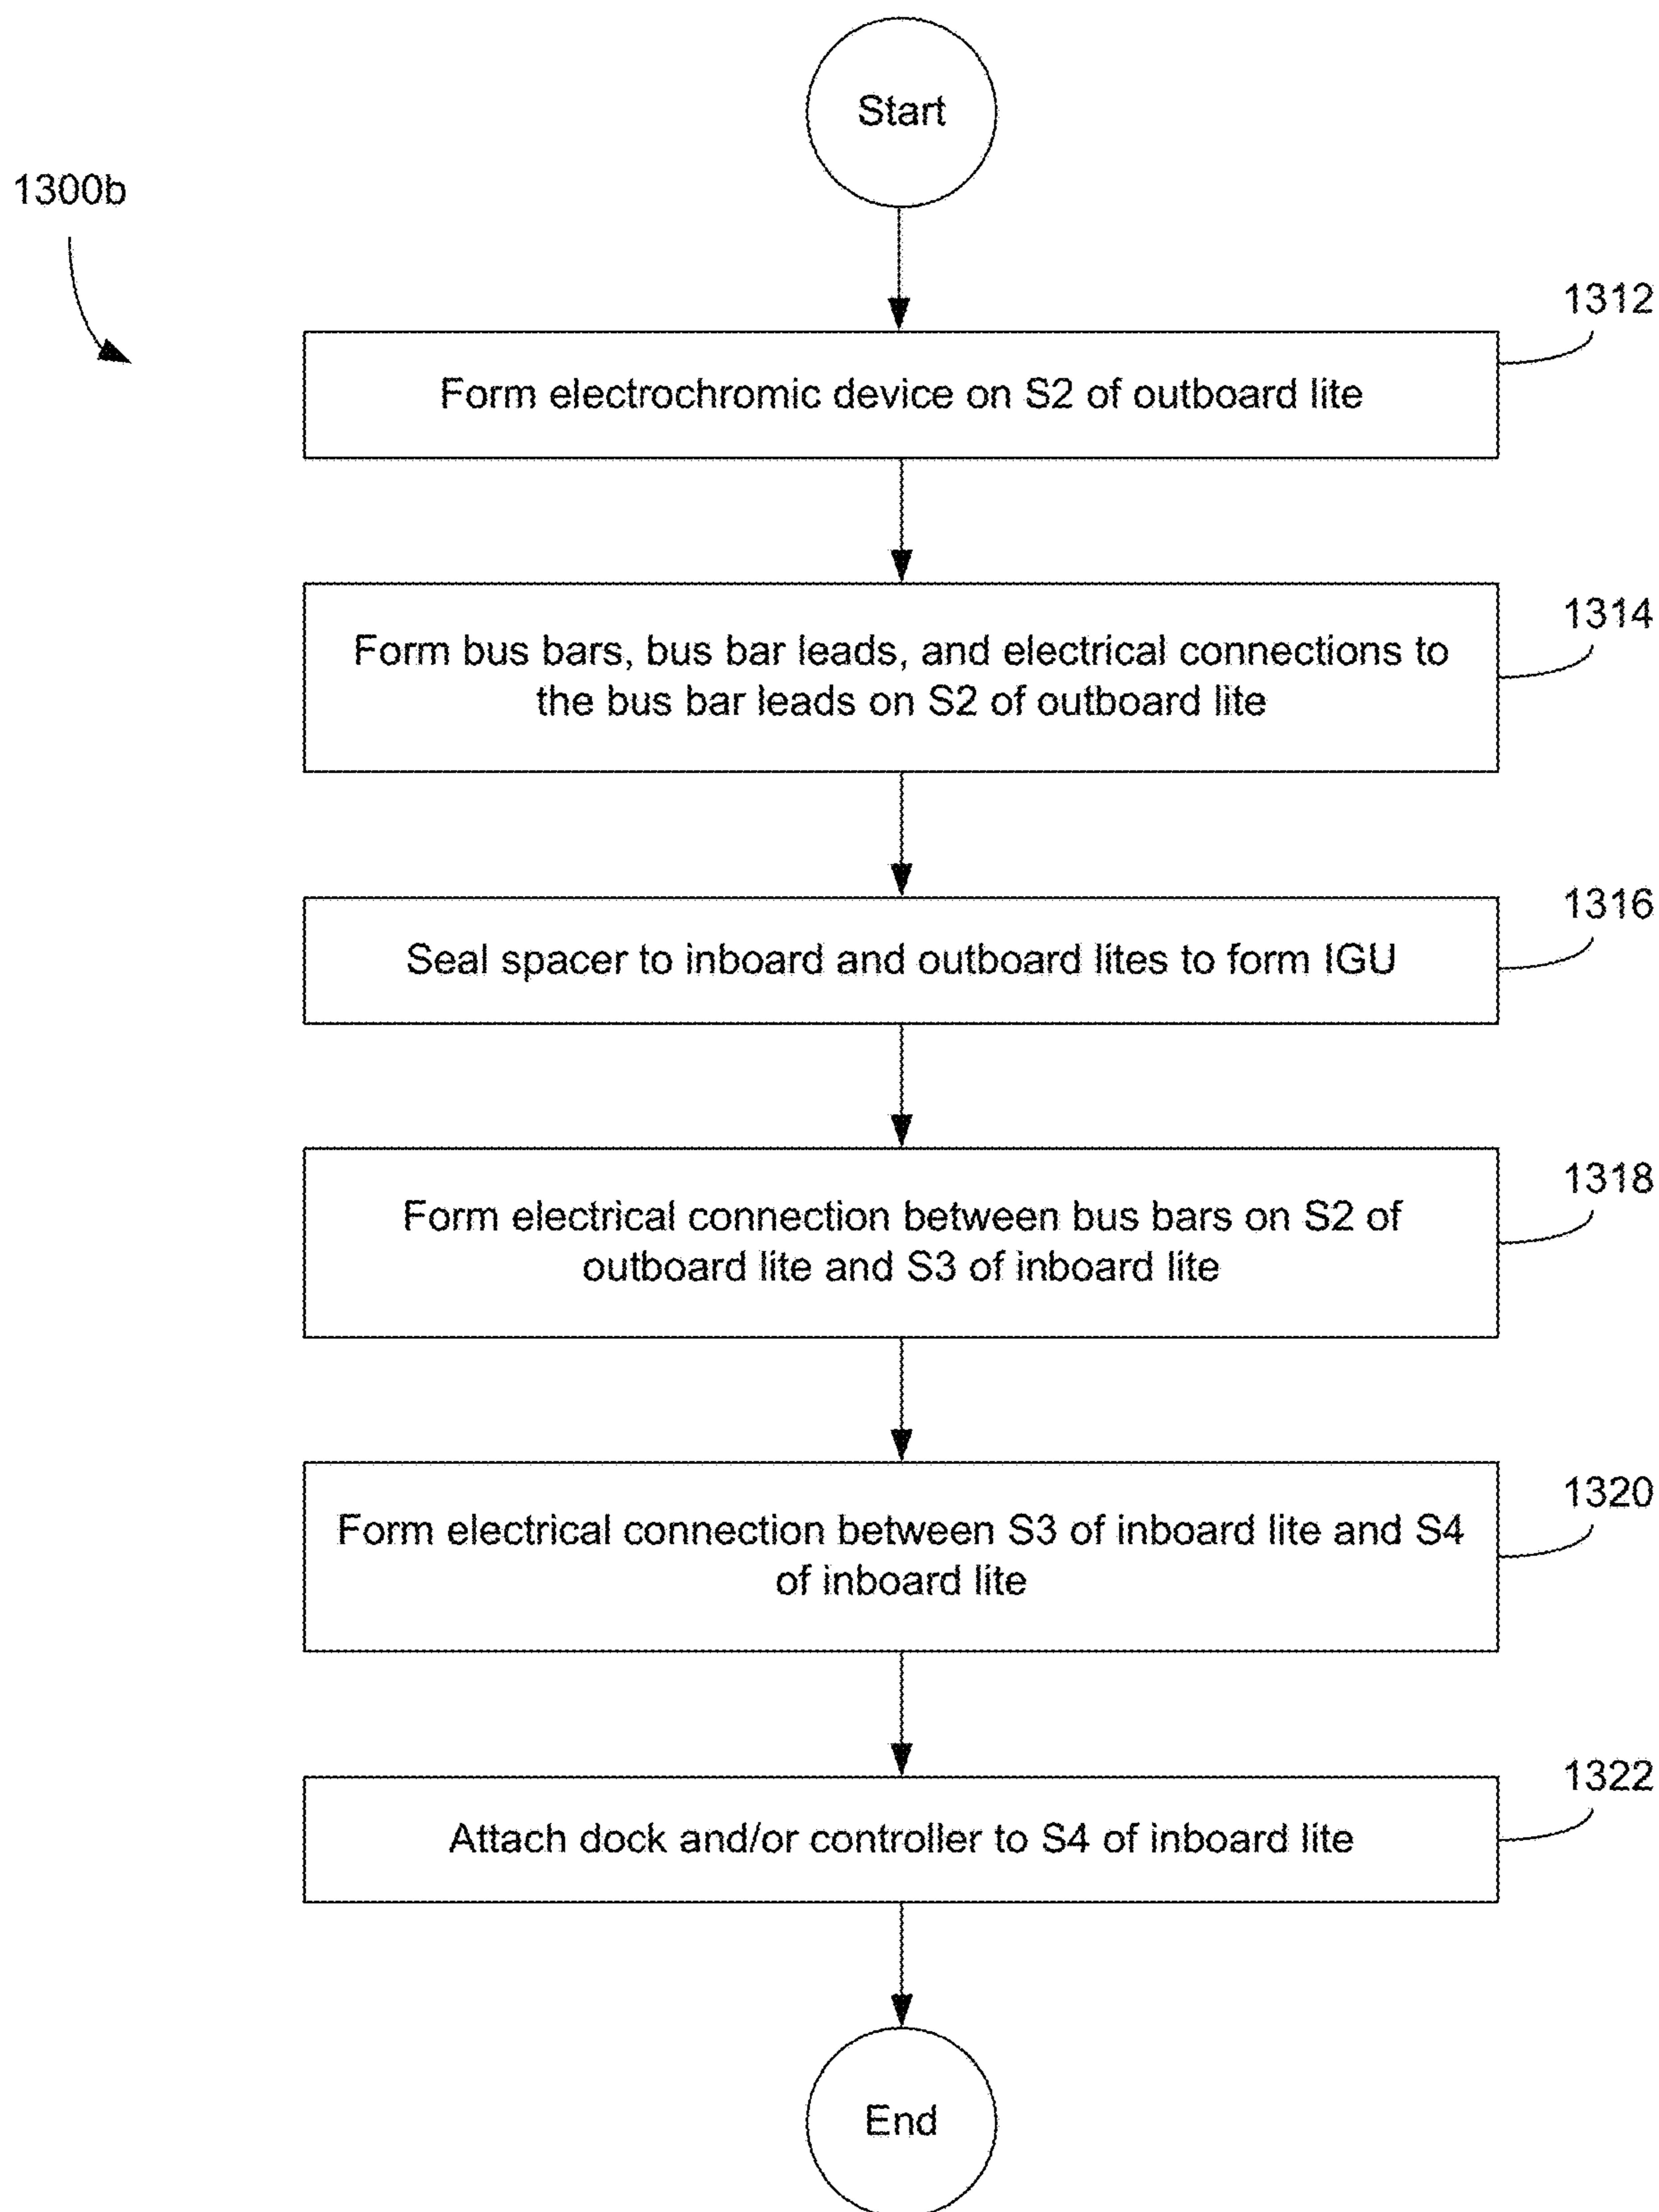 Start
1300b
1312
Form electrochromic device on S2 of outboard lite
1314
Form bus bars, bus bar leads, and electrical connections to
the bus bar leads on S2 of outboard lite
1316
Seal spacer to inboard and outboard lites to form IGU
1318
Form electrical connection between bus bars on S2 of
outboard lite and S3 of inboard lite
1320
Form electrical connection between S3 of inboard lite and S4
of inboard lite
1322
Attach dock and/or controller to S4 of inboard lite
End